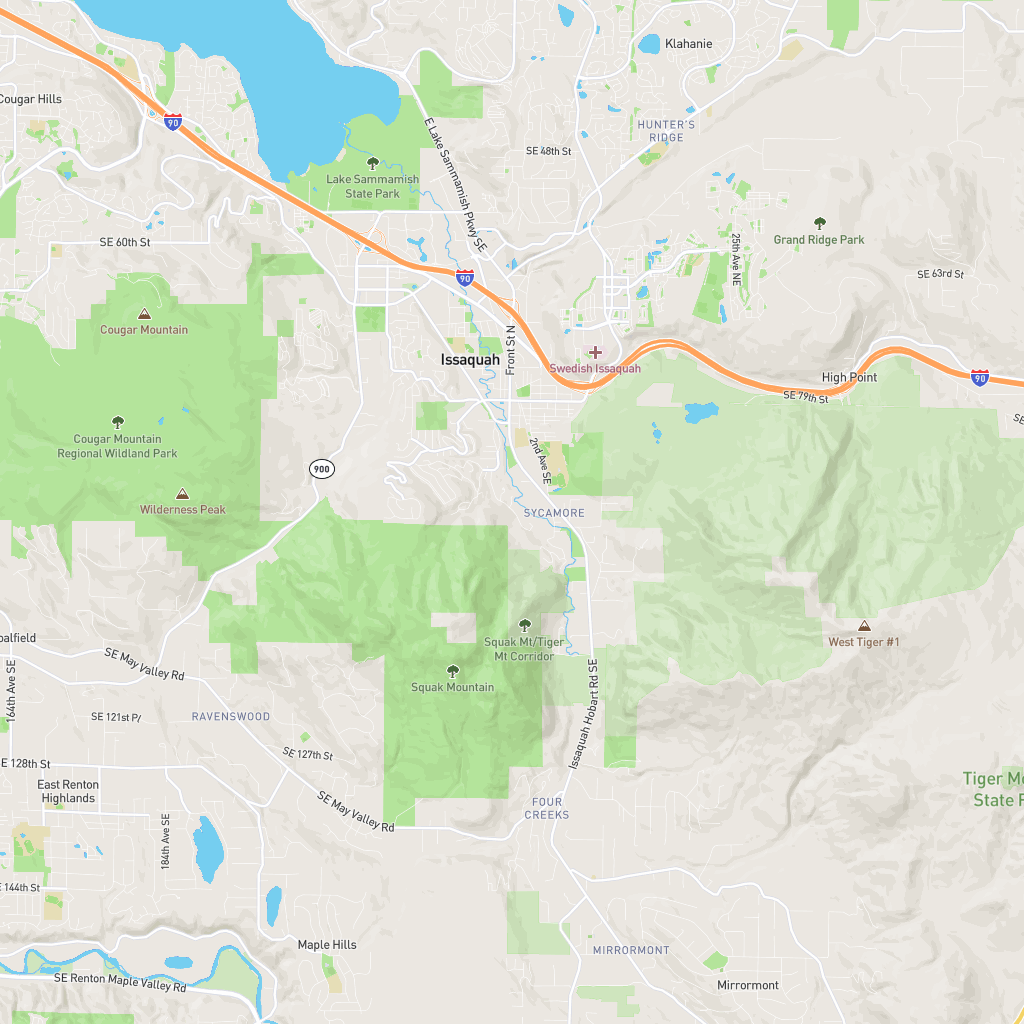 Klahanie
Cougar Hills
90
HUNTER'S
RIDGE
E Lake Sammamish Pkwy SE
SE 48th St
Lake Sammamish
State Park
SE 60th St
25th Ave NE
Grand Ridge Park
SE 63rd St
90
Cougar Mountain
Front St N
Issaquah
Swedish Issaquah
High Point
90
SE 79th St
SE
Cougar Mountain
Regional Wildland Park
900
2nd Ave SE
Wilderness Peak
SYCAMORE
oalfield
Squak Mt/Tiger
Mt Corridor
West Tiger #1
SE May Valley Rd
164th Ave SE
Squak Mountain
Issaquah Hobart Rd SE
SE 121st Pl
RAVENSWOOD
SE 127th St
E 128th St
Tiger Mo
State F
East Renton
Highlands
SE May Valley Rd
FOUR
CREEKS
184th Ave SE
E 144th St
Maple Hills
MIRRORMONT
SE Renton Maple Valley Rd
Mirrormont